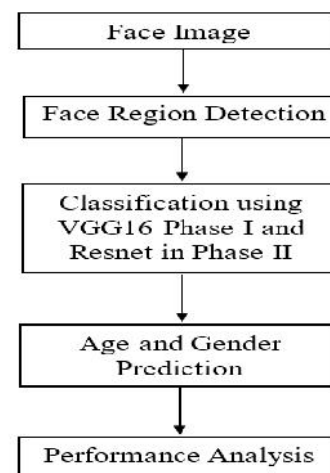 Face Image
Face Region Detection
Classification using
VGG16 Phase I and
Resnet in Phase II
Age and Gender
Prediction
Performance Analysis